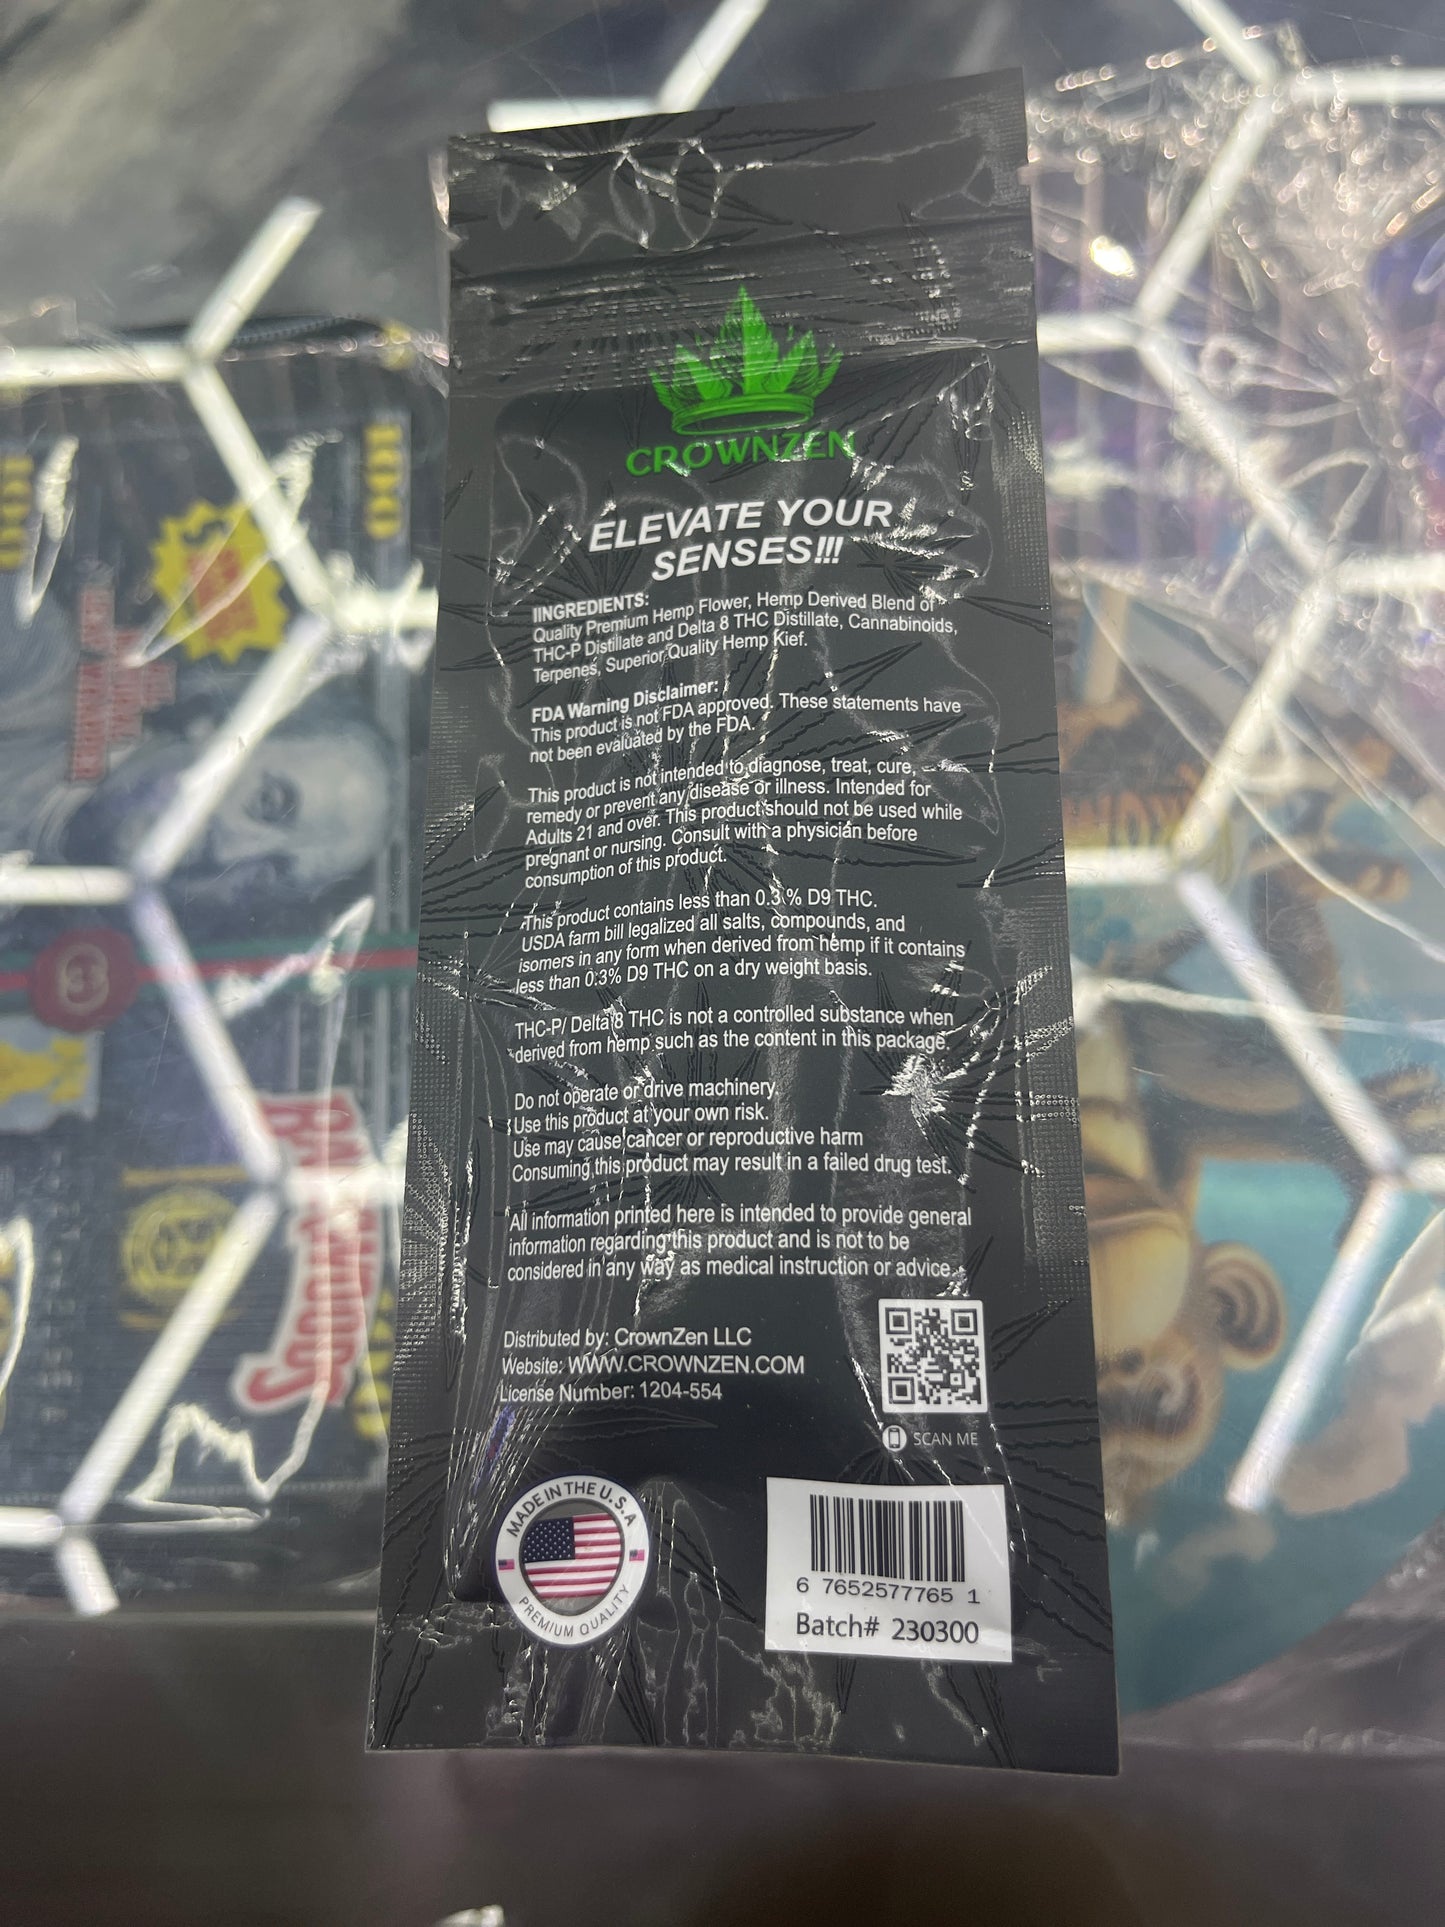 CROWNZEN
ELEVATE YOUR
SENSES!!!
IINGREDIENTS:
Quality Premium Hemp Flower, Hemp Derived Blend of
THC-P Distillate and Delta 8 THC Distillate, Cannabinoids,
Terpenes, Superior Quality Hemp Kief.
FDA Warning Disclaimer:
This product is not FDA approved. These statements have
not been evaluated by the FDA.
This product is not intended to diagnose, treat, cure,
remedy or prevent any disease or illness. Intended for
Adults 21 and over. This product should not be used while
pregnant or nursing. Consult with a physician before
consumption of this product.
This product contains less than 0.3 % D9 THC.
USDA farm bill legalized all salts, compounds, and
isomers in any form when derived from hemp if it contains
less than 0.3% D9 THC on a dry weight basis.
THC-P/ Delta 8 THC is not a controlled substance when
derived from hemp such as the content in this package.
Do not operate or drive machinery.
Use this product at your own risk.
Use may cause cancer or reproductive harm
Consuming this product may result in a failed drug test.
All information printed here is intended to provide general
information regarding this product and is not to be
considered in any way as medical instruction or advice.
Distributed by: CrownZen LLC
Website: WWW.CROWNZEN.COM
License Number: 1204-554
SCAN ME
MADE IN THE U.S.A
PREMIUM QUALITY
6 7652577765 1
Batch# 230300
100